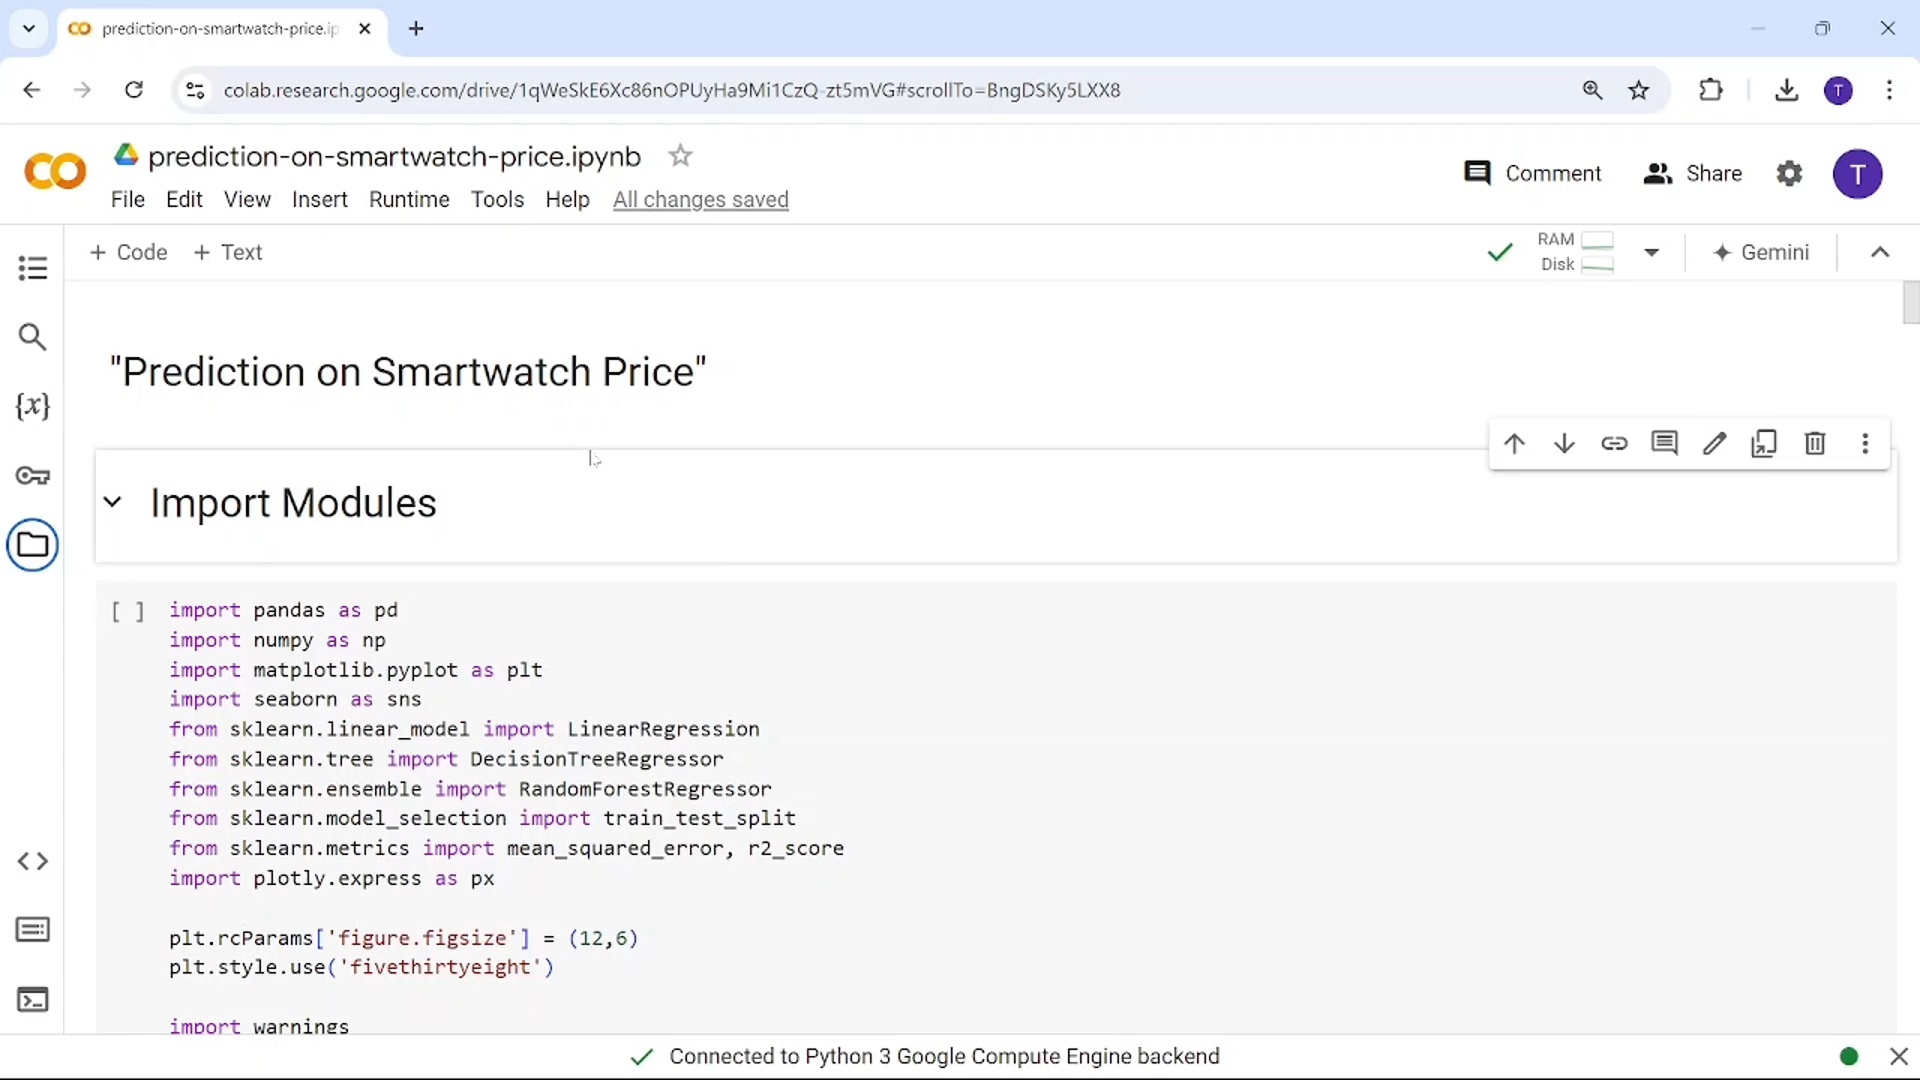 prediction-on-smartwatch-price.ip
colab.research.google.com/drive/1qWeSkE6Xc86nOPUyHa9Mi1CzQ-zt5mVG#scrollTo=BngDSKy5LXX8
T
prediction-on-smartwatch-price.ipynb
Comment
Share
T
File Edit View Insert Runtime Tools Help All changes saved
+ Code + Text
RAM
Disk
Gemini
"Prediction on Smartwatch Price"
{x}
Import Modules
[ ] import pandas as pd
import numpy as np
import matplotlib.pyplot as plt
import seaborn as sns
from sklearn.linear_model import LinearRegression
from sklearn.tree import DecisionTreeRegressor
from sklearn.ensemble import RandomForestRegressor
from sklearn.model_selection import train_test_split
from sklearn.metrics import mean_squared_error, r2_score
import plotly.express as px
plt.rcParams['figure.figsize'] = (12,6)
plt.style.use('fivethirtyeight')
import warnings
Connected to Python 3 Google Compute Engine backend